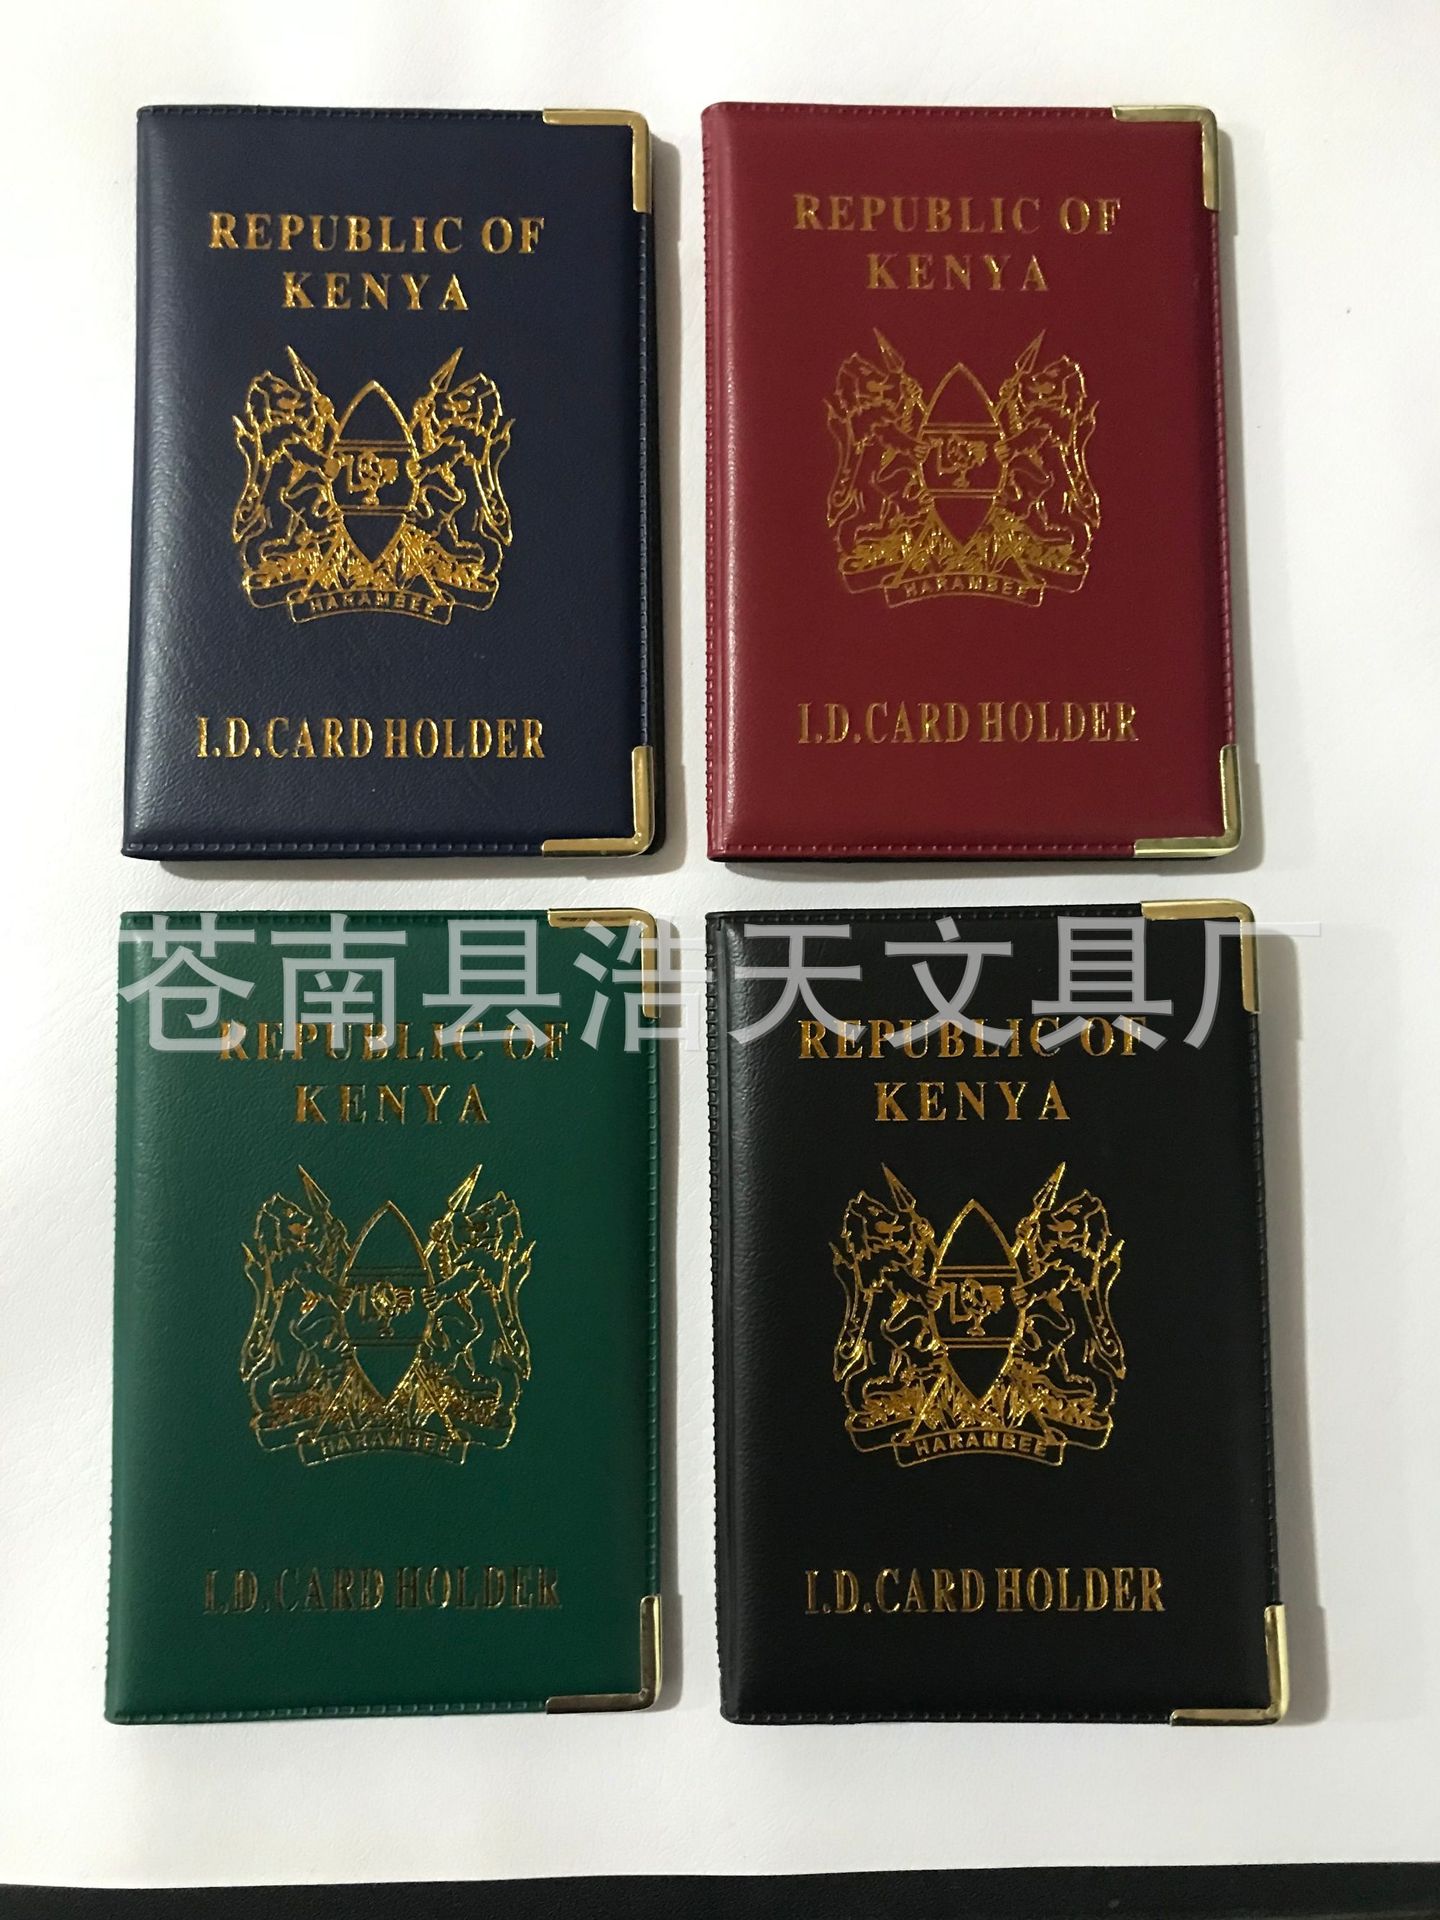 REPUBLIC OF
KENYA
HARAMBEE
I.D.CARD HOLDER
REPUBLIC OF
KENYA
HARAMBEE
I.D.CARD HOLDER
苍南县浩天文具厂
REPUBLIC OF
KENYA
HARAMBEE
I.D.CARD HOLDER
REPUBLIC OF
KENYA
HARAMBEE
I.D.CARD HOLDER